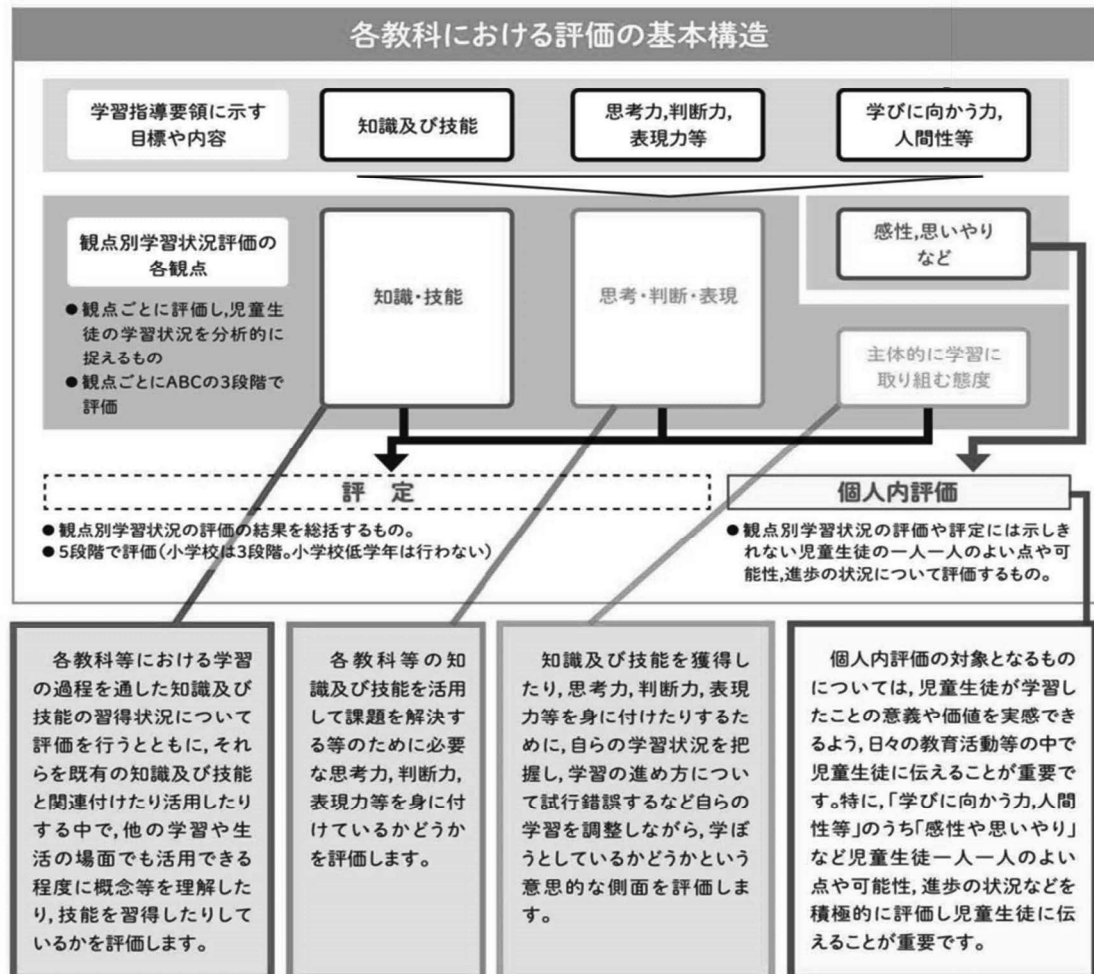 各教科における評価の基本構造
学習指導要領に示す
目標や内容
知識及び技能
思考力,判断力,
表現力等
学びに向かう力,
人間性等
観点別学習状況評価の
各観点
●観点ごとに評価し,児童生
徒の学習状況を分析的に
捉えるもの
●観点ごとにABCの3段階で
評価
知識・技能
思考・判断・表現
感性,思いやり
など
主体的に学習に
取り組む態度
評 定
●観点別学習状況の評価の結果を総括するもの。
●5段階で評価(小学校は3段階。小学校低学年は行わない)
個人内評価
●観点別学習状況の評価や評定には示しき
れない児童生徒の一人一人のよい点や可
能性,進歩の状況について評価するもの。
各教科等における学習
の過程を通した知識及び
技能の習得状況について
評価を行うとともに,それ
らを既有の知識及び技能
と関連付けたり活用したり
する中で,他の学習や生
活の場面でも活用できる
程度に概念等を理解した
り,技能を習得したりして
いるかを評価します。
各教科等の知
識及び技能を活用
して課題を解決す
る等のために必要
な思考力,判断力,
表現力等を身に付
けているかどうか
を評価します。
知識及び技能を獲得し
たり,思考力,判断力,表現
力等を身に付けたりするた
めに,自らの学習状況を把
握し,学習の進め方につい
て試行錯誤するなど自らの
学習を調整しながら,学ぼ
うとしているかどうかという
意思的な側面を評価しま
す。
個人内評価の対象となるもの
については,児童生徒が学習し
たことの意義や価値を実感でき
るよう,日々の教育活動等の中で
児童生徒に伝えることが重要で
す。特に,「学びに向かう力,人間
性等」のうち「感性や思いやり」
など児童生徒一人一人のよい
点や可能性,進歩の状況などを
積極的に評価し児童生徒に伝
えることが重要です。